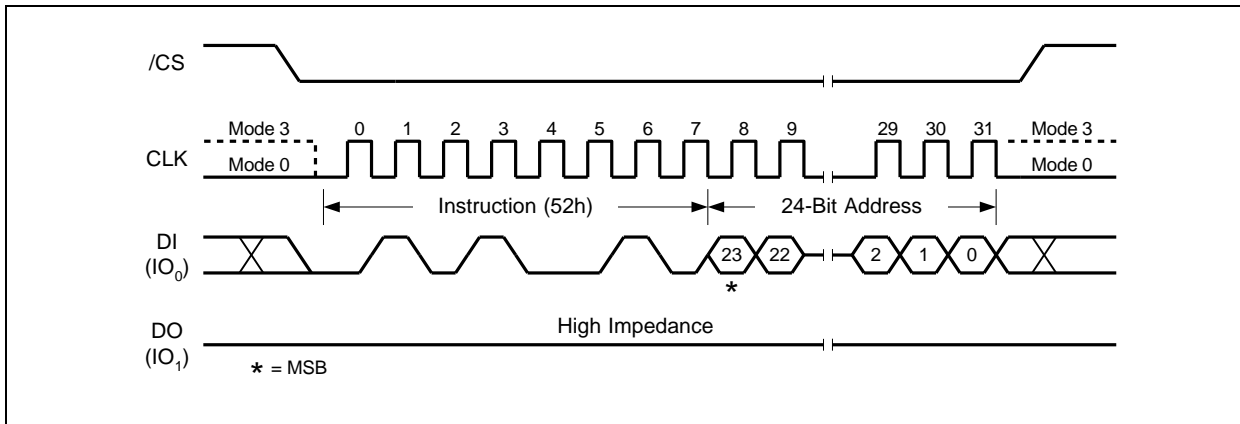 /CS
Mode 3 0 1 2 3 4 5 6 7 8 9 29 30 31 Mode 3
CLK Mode 0 Mode 0
Instruction (52h) 24-Bit Address
DI
(IO₀) 23 22 2 1 0
*
High Impedance
DO
(IO₁)
* = MSB